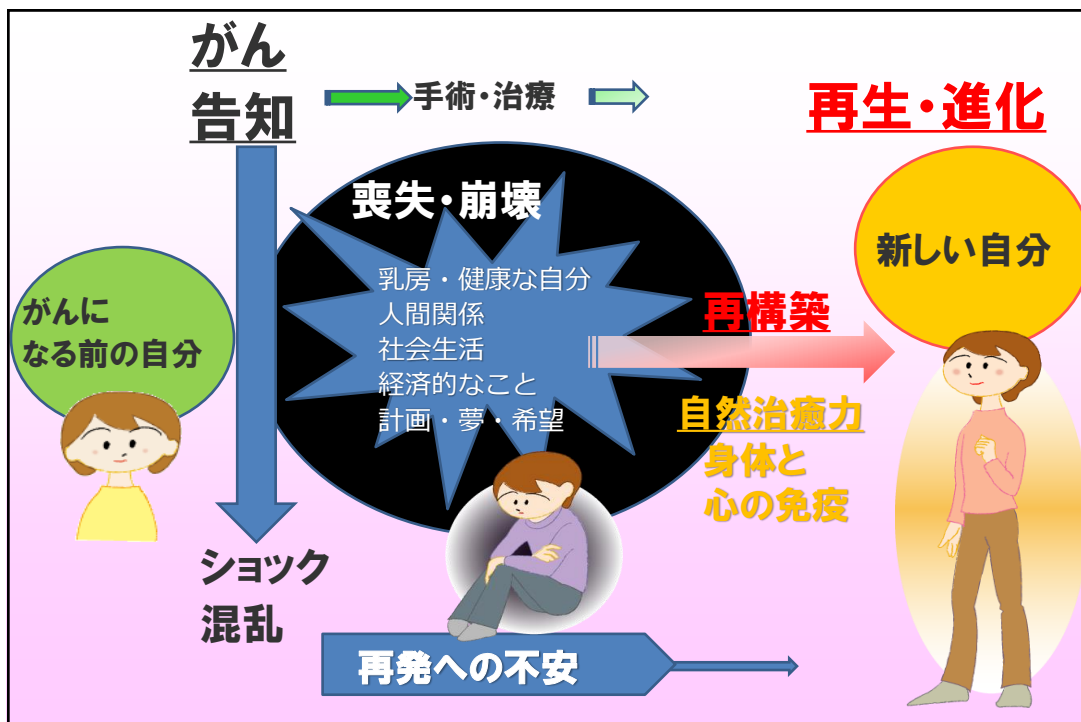 がん
告知
手術・治療
再生・進化
喪失・崩壊
乳房・健康な自分
人間関係
社会生活
経済的なこと
計画・夢・希望
がんに
なる前の自分
新しい自分
再構築
自然治癒力
身体と
心の免疫
ショック
混乱
再発への不安